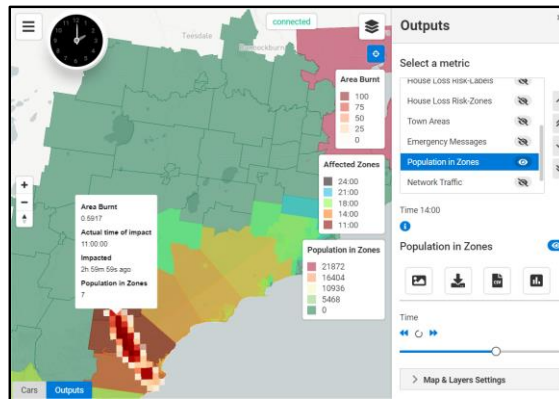 Teesdale
connected
Area Burnt
100
75
50
25
0
Affected Zones
24:00
21:00
18:00
14:00
11:00
Population in Zones
21872
16404
10936
5468
0
Area Burnt
0.5917
Actual time of impact
11:00:00
Impacted
2h 59m 59s ago
Population in Zones
7
Cars
Outputs
Outputs
Select a metric
House Loss Risk-Labels
House Loss Risk-Zones
Town Areas
Emergency Messages
Population in Zones
Network Traffic
Time 14:00
Population in Zones
CSV
Time
Map & Layers Settings